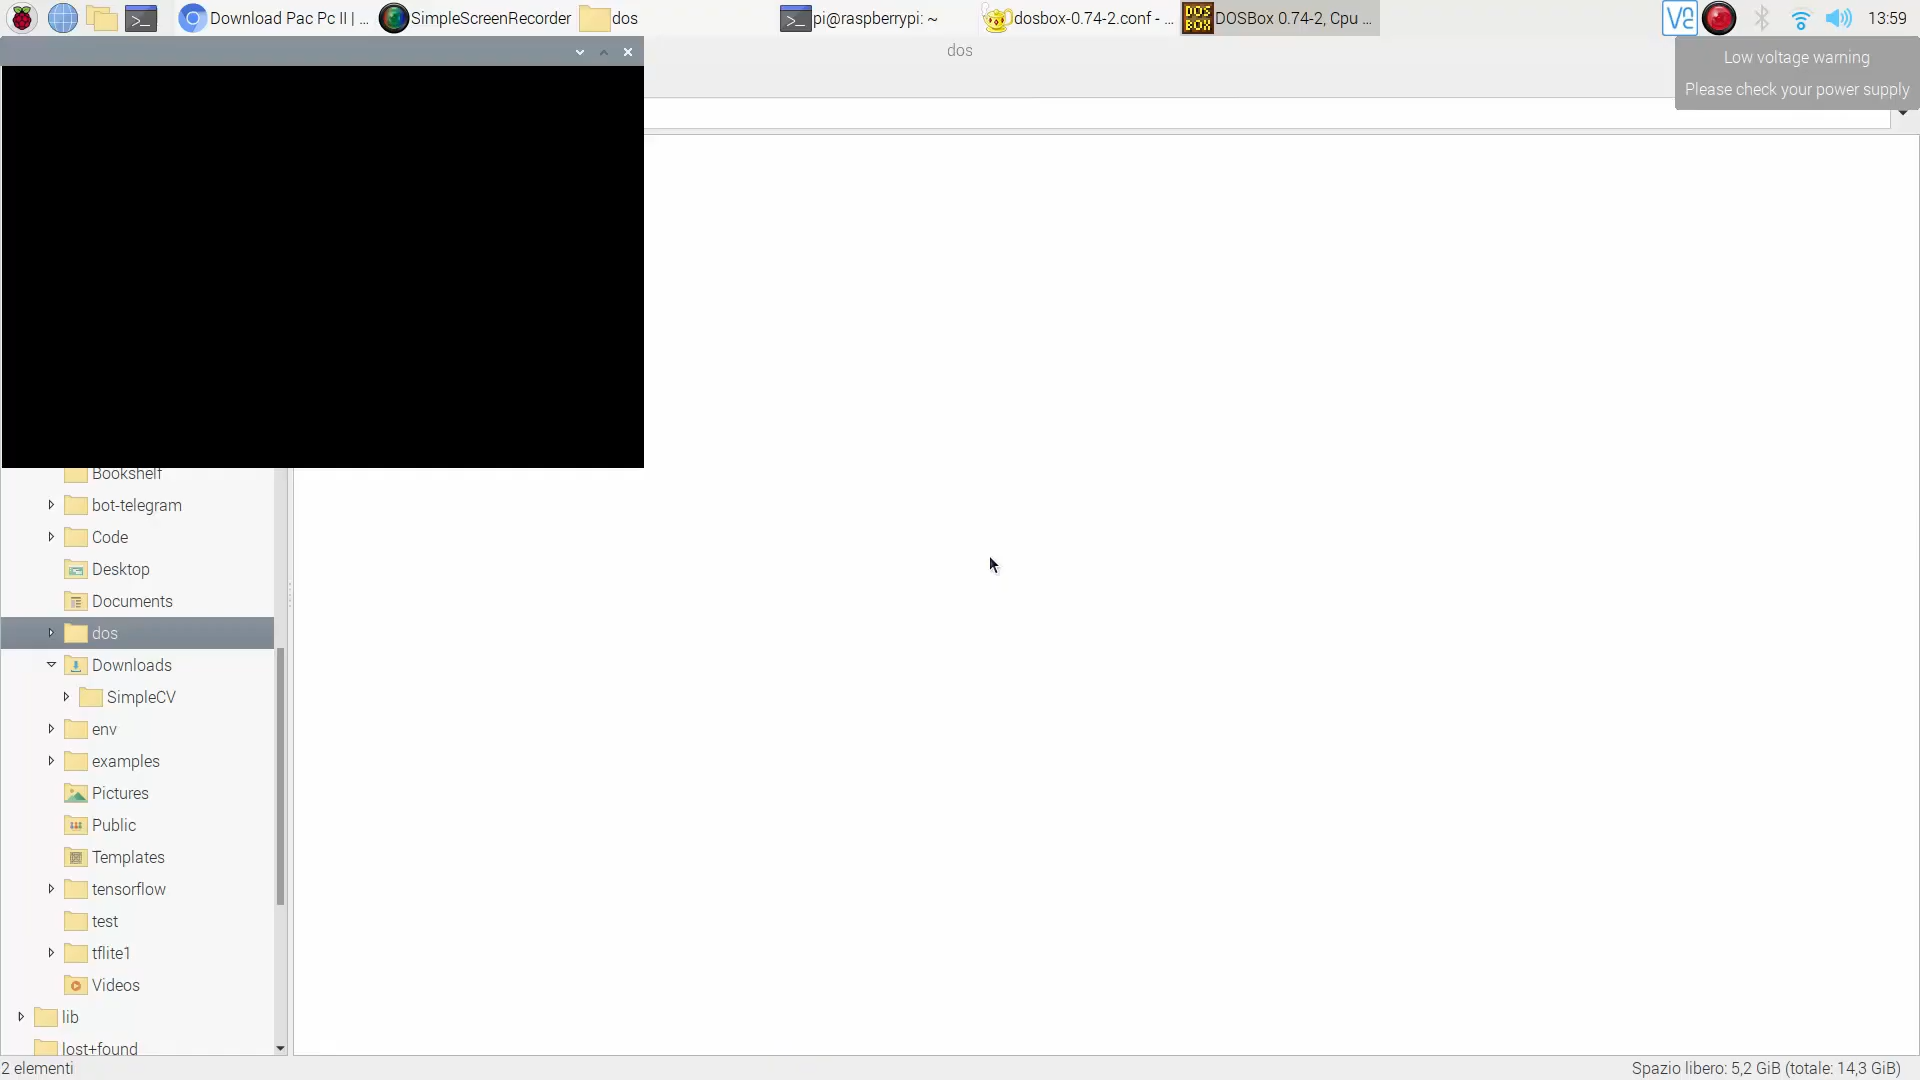 Download Pac Pc II | ...
SimpleScreenRecorder
dos
pi@raspberrypi: ~
dosbox-0.74-2.conf - ...
DOS BOX
DOSBox 0.74-2, Cpu ...
13:59
dos
Low voltage warning
Please check your power supply
Bookshelf
bot-telegram
Code
Desktop
Documents
dos
Downloads
SimpleCV
env
examples
Pictures
Public
Templates
tensorflow
test
tflite1
Videos
lib
lost+found
2 elementi
Spazio libero: 5,2 GiB (totale: 14,3 GiB)